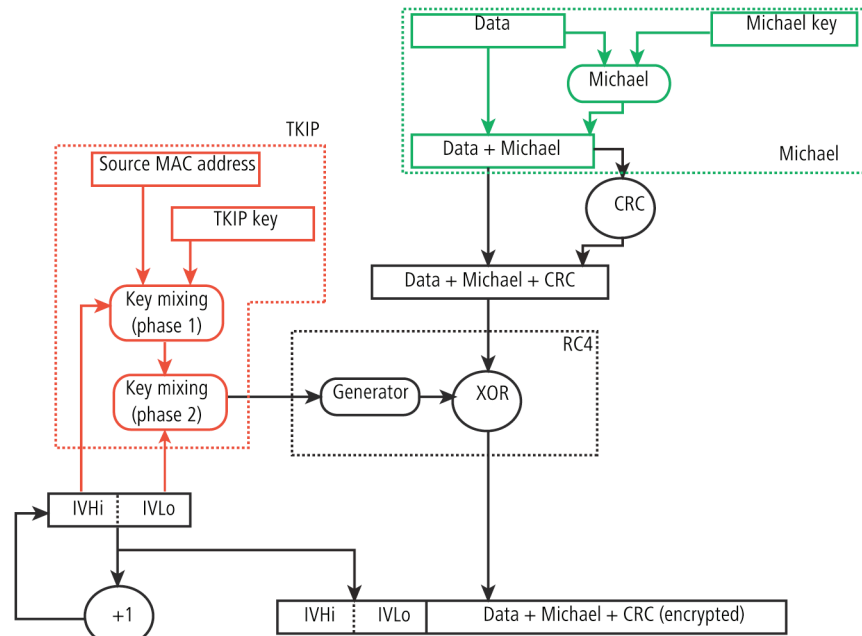 Data
Michael key
Michael
TKIP
Data + Michael
Michael
Source MAC address
CRC
TKIP key
Data + Michael + CRC
Key mixing
(phase 1)
RC4
Key mixing
(phase 2)
Generator
XOR
IVHi
IVLo
+1
IVHi
IVLo
Data + Michael + CRC (encrypted)